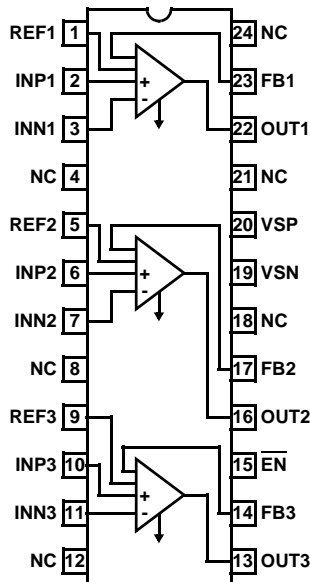 REF1 1 24 NC
INP1 2 + 23 FB1
INN1 3 - 22 OUT1
NC 4 21 NC
REF2 5 20 VSP
INP2 6 + 19 VSN
INN2 7 - 18 NC
NC 8 17 FB2
REF3 9 16 OUT2
INP3 10 15 E̅N̅
INN3 11 + - 14 FB3
NC 12 13 OUT3